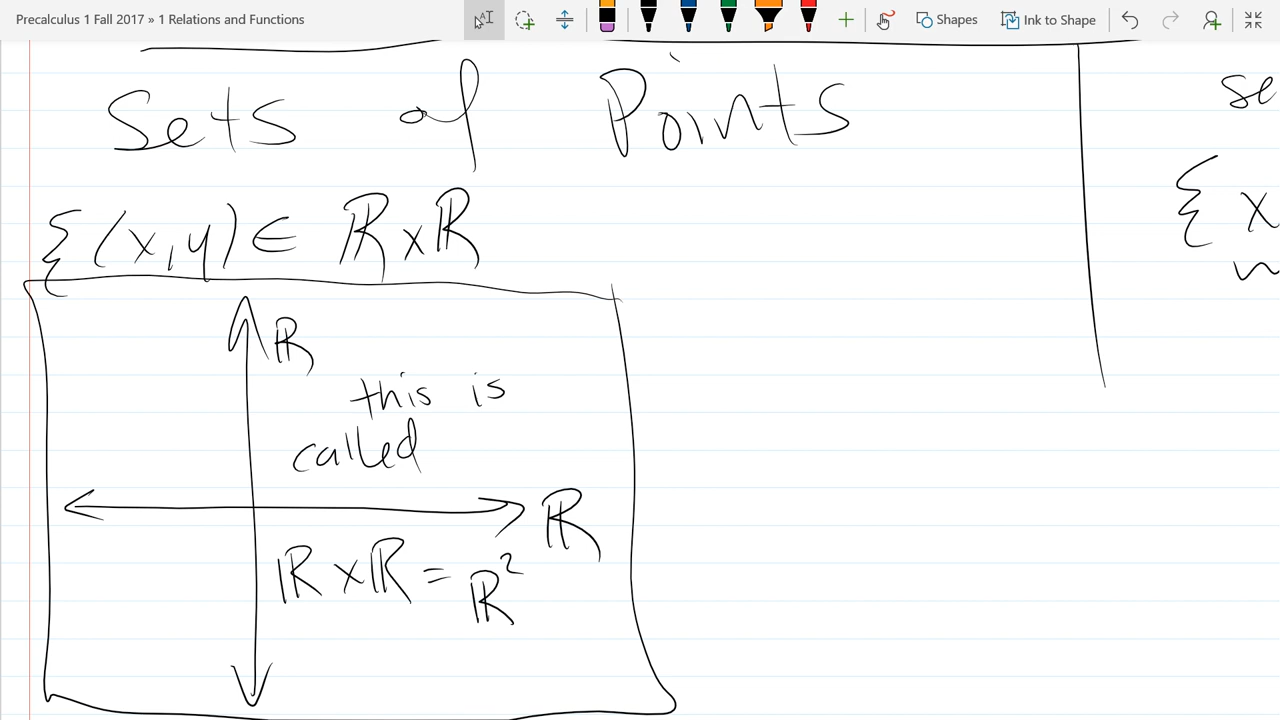 Precalculus 1 Fall 2017 » 1 Relations and Functions
Shapes
Ink to Shape
Sets of Points
{(x,y) ∈ ℝ×ℝ
ℝ
this is
called
ℝ
ℝ×ℝ = ℝ²
se
{ x